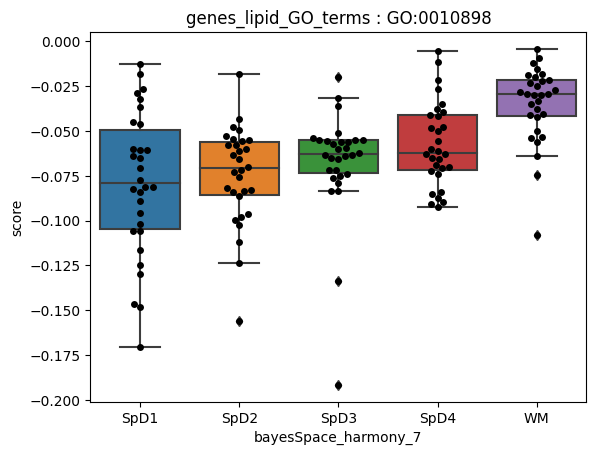 genes_lipid_GO_terms : GO:0010898
0.000
−0.025
−0.050
−0.075
−0.100
−0.125
−0.150
−0.175
−0.200
score
SpD1 SpD2 SpD3 SpD4 WM
bayesSpace_harmony_7